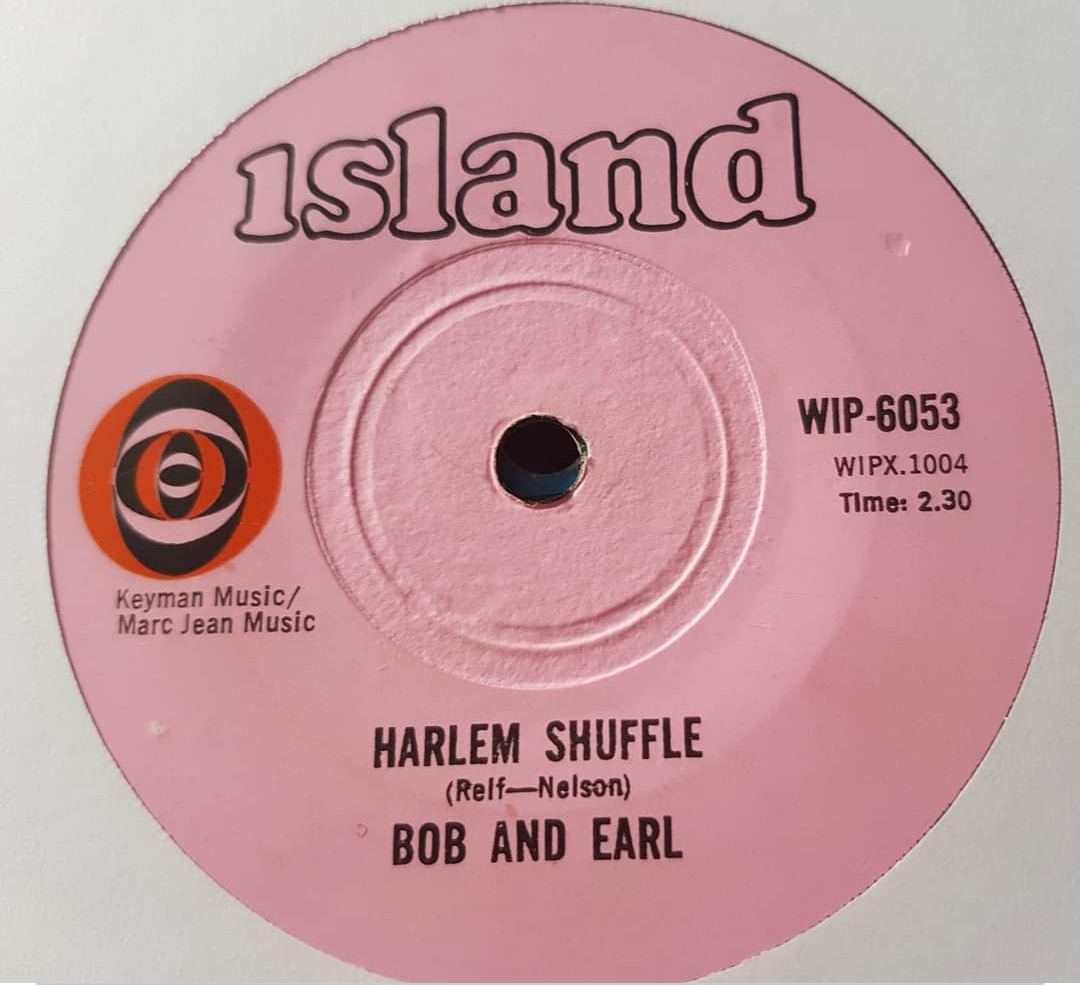 island
WIP-6053
WIPX.1004
Time: 2.30
Keyman Music/
Marc Jean Music
HARLEM SHUFFLE
(Relf—Nelson)
BOB AND EARL